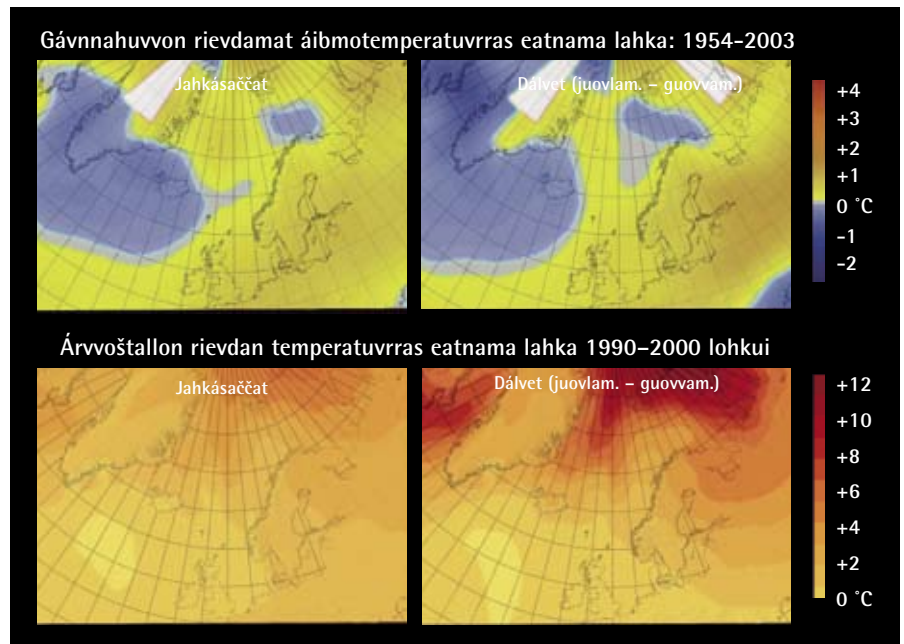 Gávnnahuvvon rievdamat áibmotemperatuvrras eatnama lahka: 1954-2003
Jahkásaččat
Dálvet (juovlam. – guovvam.)
+4
+3
+2
+1
0 ˚C
-1
-2
Árvvoštallon rievdan temperatuvrras eatnama lahka 1990–2000 lohkui
Jahkásaččat
Dálvet (juovlam. – guovvam.)
+12
+10
+8
+6
+4
+2
0 ˚C